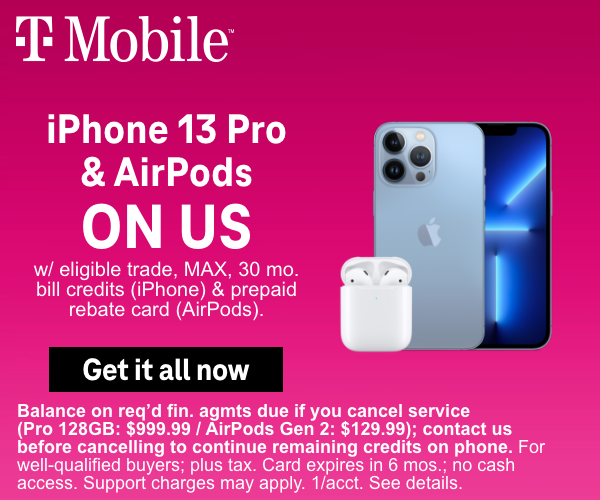 T Mobile™
iPhone 13 Pro
& AirPods
ON US
w/ eligible trade, MAX, 30 mo.
bill credits (iPhone) & prepaid
rebate card (AirPods).
Get it all now
Balance on req'd fin. agmts due if you cancel service
(Pro 128GB: $999.99 / AirPods Gen 2: $129.99); contact us
before cancelling to continue remaining credits on phone. For
well-qualified buyers; plus tax. Card expires in 6 mos.; no cash
access. Support charges may apply. 1/acct. See details.